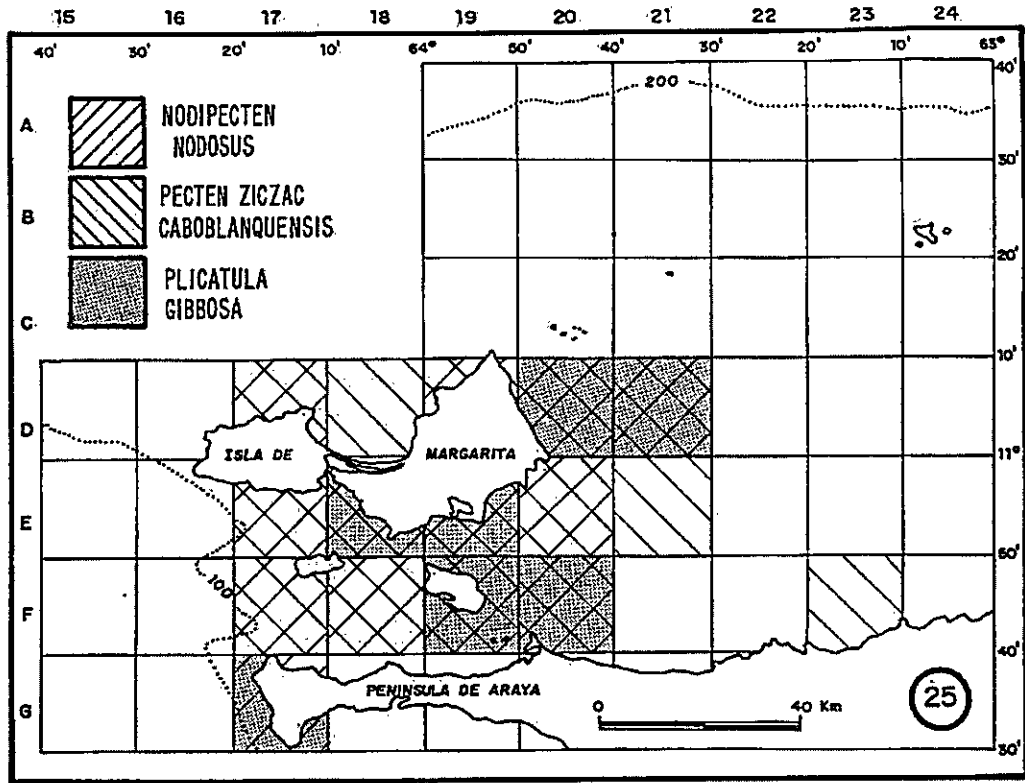 15 16 17 18 19 20 21 22 23 24
40' 30' 20' 10' 64° 50' 40' 30' 20' 10' 63°
40'
200
A
NODIPECTEN
NODOSUS
30'
B
PECTEN ZICZAC
CABOBLANQUENSIS
20'
C
PLICATULA
GIBBOSA
10'
D
ISLA DE MARGARITA
11°
E
50'
100
F
40'
G
PENINSULA DE ARAYA
0 40 Km
25
30'